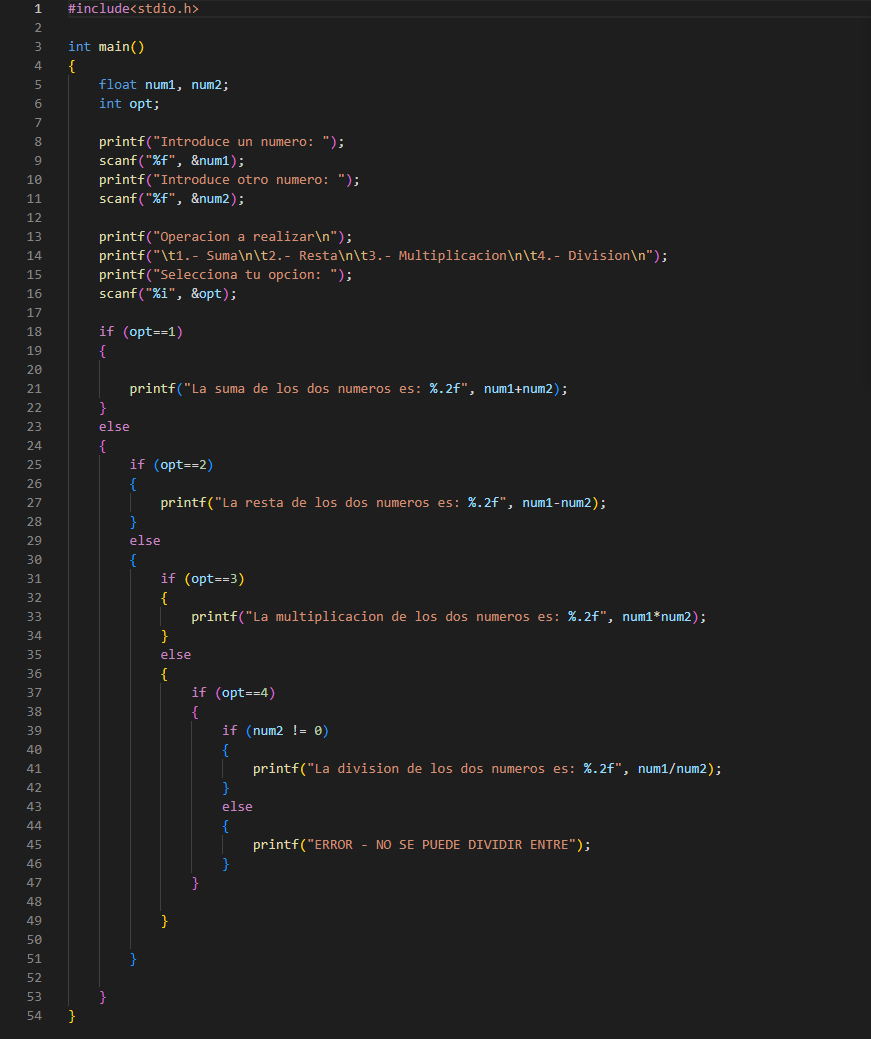 1 #include<stdio.h>
2
3 int main()
4 {
5     float num1, num2;
6     int opt;
7
8     printf("Introduce un numero: ");
9     scanf("%f", &num1);
10     printf("Introduce otro numero: ");
11     scanf("%f", &num2);
12
13     printf("Operacion a realizar\n");
14     printf("\t1.- Suma\n\t2.- Resta\n\t3.- Multiplicacion\n\t4.- Division\n");
15     printf("Selecciona tu opcion: ");
16     scanf("%i", &opt);
17
18     if (opt==1)
19     {
20
21         printf("La suma de los dos numeros es: %.2f", num1+num2);
22     }
23     else
24     {
25         if (opt==2)
26         {
27             printf("La resta de los dos numeros es: %.2f", num1-num2);
28         }
29         else
30         {
31             if (opt==3)
32             {
33                 printf("La multiplicacion de los dos numeros es: %.2f", num1*num2);
34             }
35             else
36             {
37                 if (opt==4)
38                 {
39                     if (num2 != 0)
40                     {
41                         printf("La division de los dos numeros es: %.2f", num1/num2);
42                     }
43                     else
44                     {
45                         printf("ERROR - NO SE PUEDE DIVIDIR ENTRE");
46                     }
47                 }
48
49             }
50
51         }
52
53     }
54 }